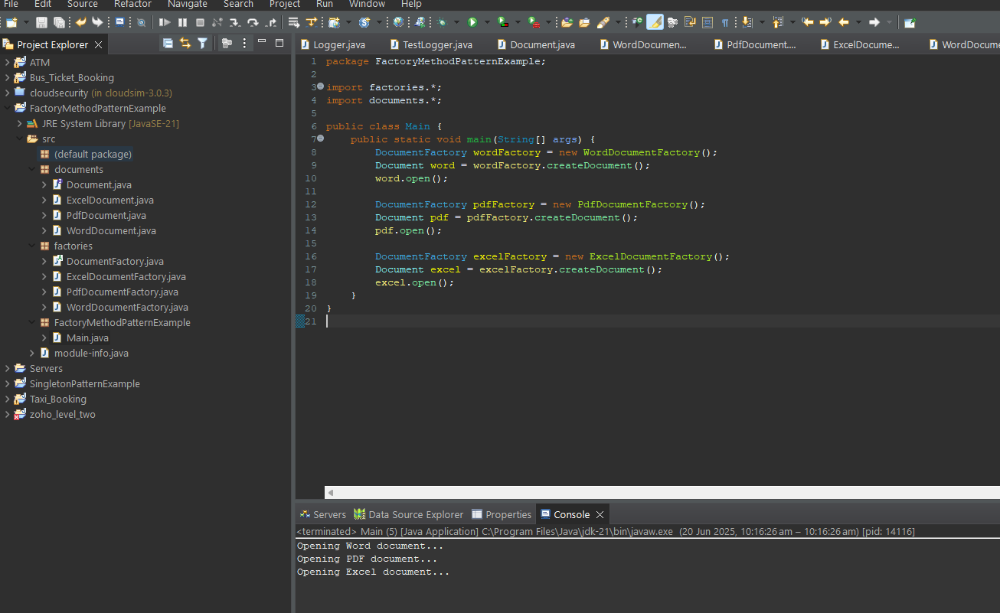 File Edit Source Refactor Navigate Search Project Run Window Help
Project Explorer
ATM
Bus_Ticket_Booking
cloudsecurity (in cloudsim-3.0.3)
FactoryMethodPatternExample
JRE System Library [JavaSE-21]
src
(default package)
documents
Document.java
ExcelDocument.java
PdfDocument.java
WordDocument.java
factories
DocumentFactory.java
ExcelDocumentFactory.java
PdfDocumentFactory.java
WordDocumentFactory.java
FactoryMethodPatternExample
Main.java
module-info.java
Servers
SingletonPatternExample
Taxi_Booking
zoho_level_two
Logger.java TestLogger.java Document.java WordDocumen... PdfDocument.... ExcelDocume... WordDocume
1 package FactoryMethodPatternExample;
2
3 import factories.*;
4 import documents.*;
5
6 public class Main {
7 public static void main(String[] args) {
8 DocumentFactory wordFactory = new WordDocumentFactory();
9 Document word = wordFactory.createDocument();
10 word.open();
11
12 DocumentFactory pdfFactory = new PdfDocumentFactory();
13 Document pdf = pdfFactory.createDocument();
14 pdf.open();
15
16 DocumentFactory excelFactory = new ExcelDocumentFactory();
17 Document excel = excelFactory.createDocument();
18 excel.open();
19 }
20 }
21
Servers Data Source Explorer Properties Console
<terminated> Main (5) [Java Application] C:\Program Files\Java\jdk-21\bin\javaw.exe (20 Jun 2025, 10:16:26 am – 10:16:26 am) [pid: 14116]
Opening Word document...
Opening PDF document...
Opening Excel document...